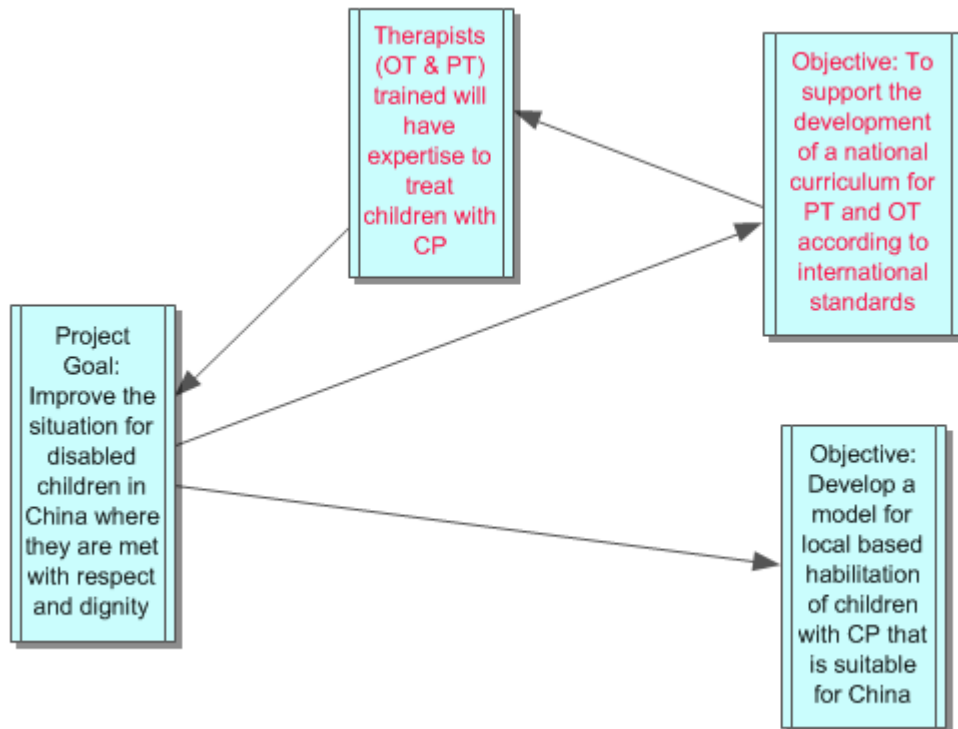 Therapists
(OT & PT)
trained will
have
expertise to
treat
children with
CP
Objective: To
support the
development
of a national
curriculum for
PT and OT
according to
international
standards
Project
Goal:
Improve the
situation for
disabled
children in
China where
they are met
with respect
and dignity
Objective:
Develop a
model for
local based
habilitation
of children
with CP that
is suitable
for China